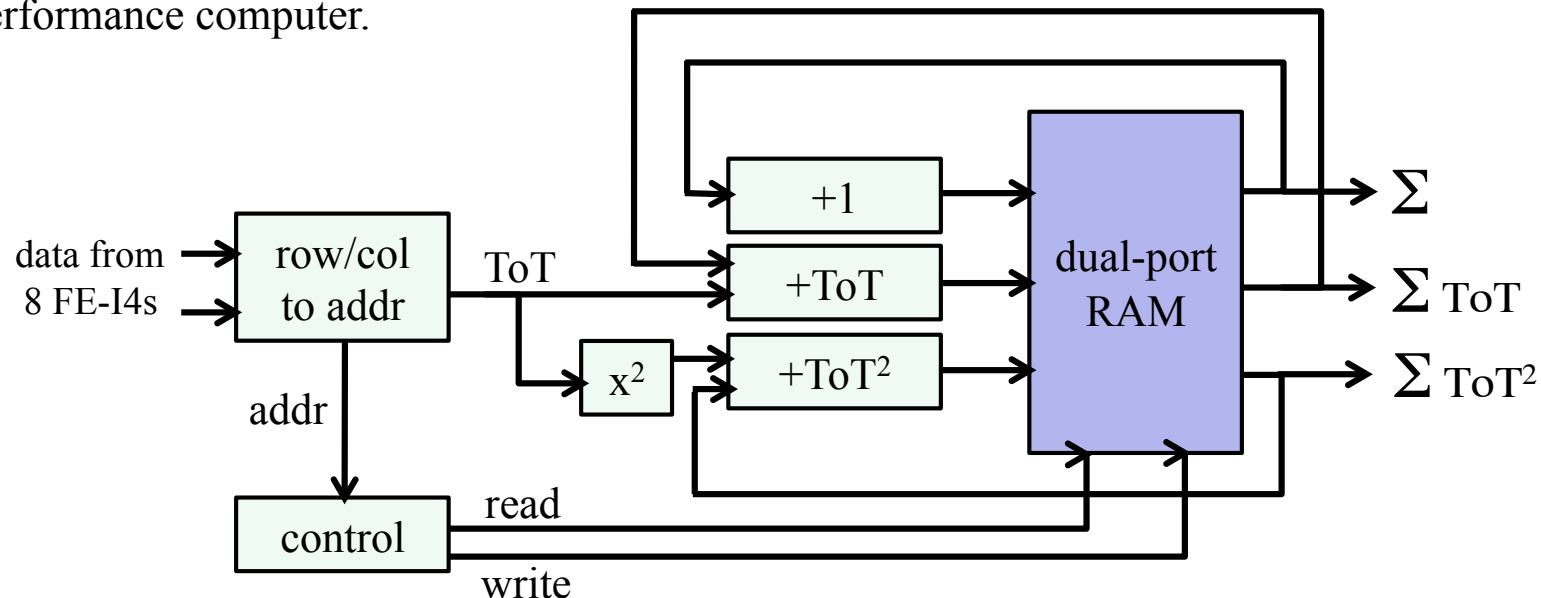 erformance computer.
data from
8 FE-I4s
row/col
to addr
ToT
addr
x²
+1
+ToT
+ToT²
dual-port
RAM
Σ
Σ ToT
Σ ToT²
control
read
write